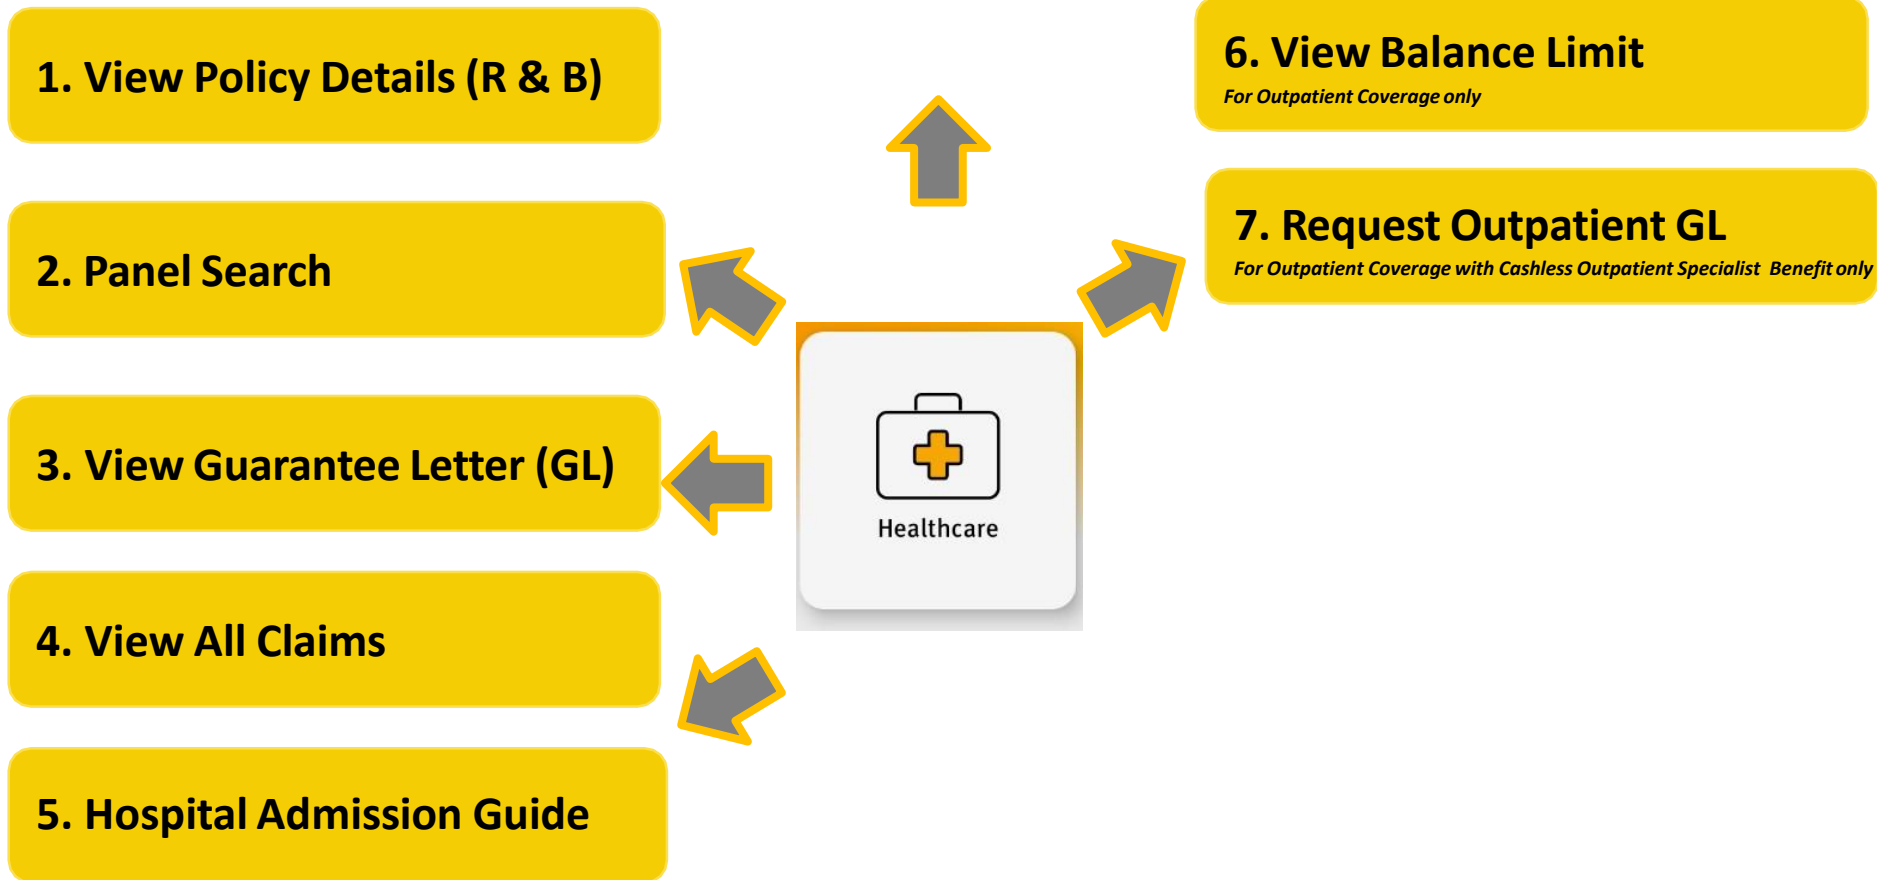 1. View Policy Details (R & B)
2. Panel Search
3. View Guarantee Letter (GL)
4. View All Claims
5. Hospital Admission Guide
Healthcare
6. View Balance Limit
For Outpatient Coverage only
7. Request Outpatient GL
For Outpatient Coverage with Cashless Outpatient Specialist Benefit only